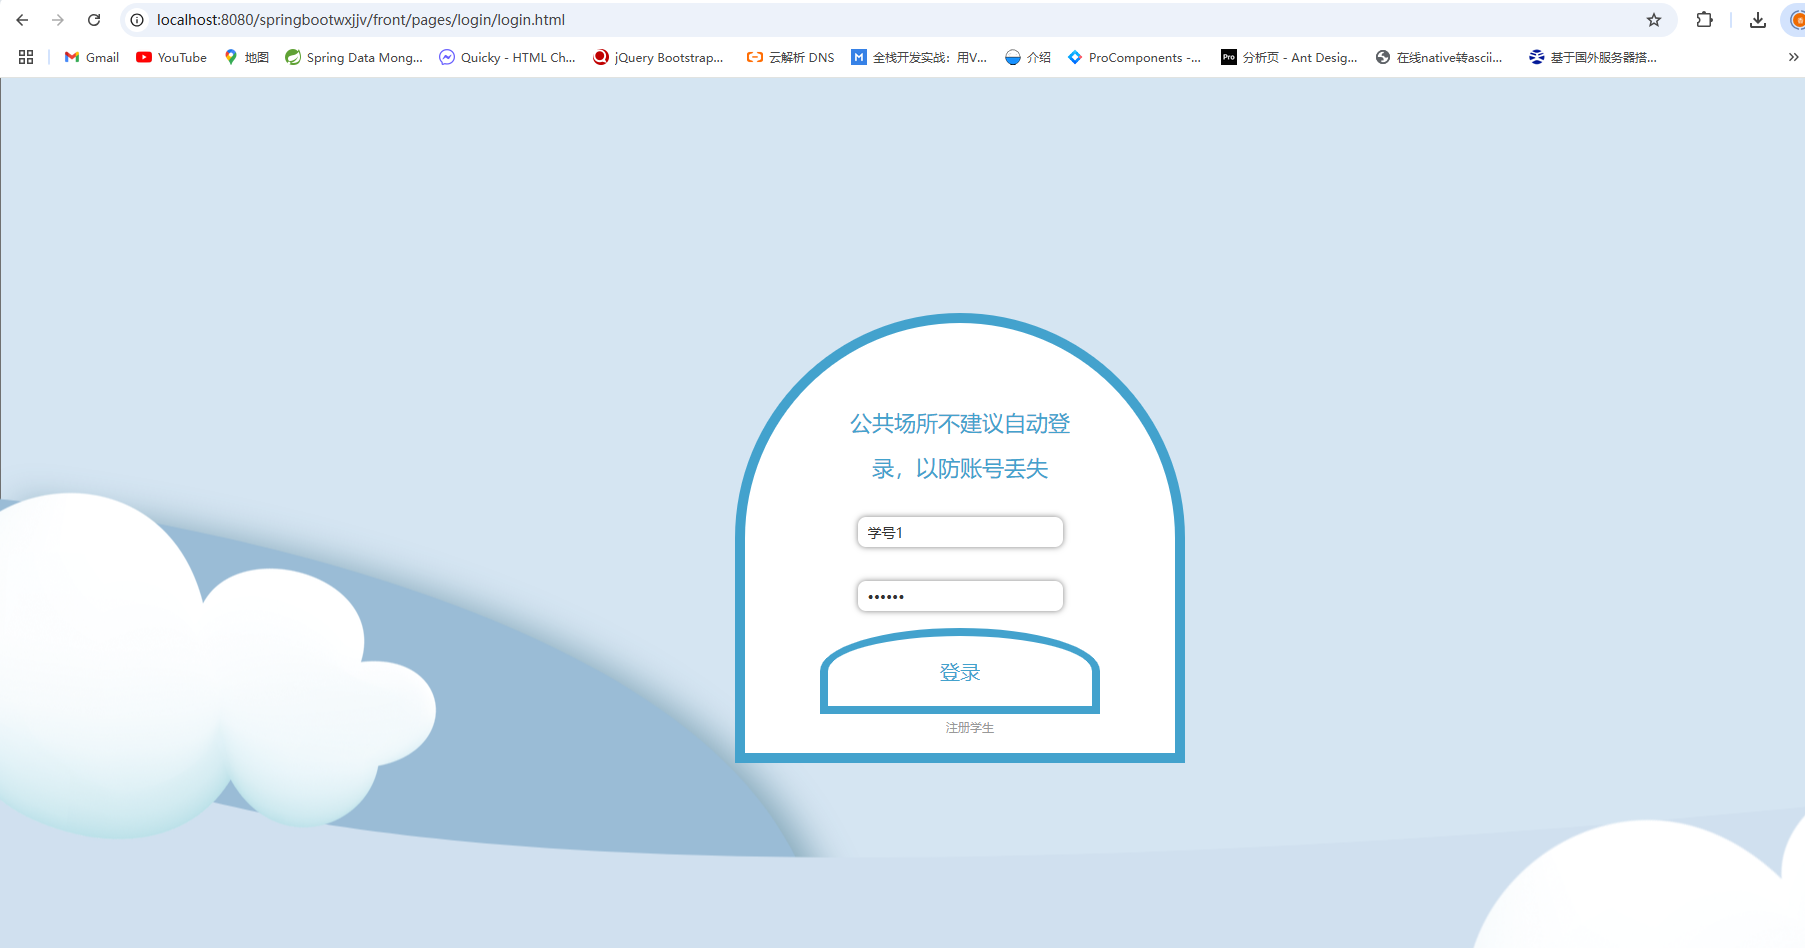 localhost:8080/springbootwxjjv/front/pages/login/login.html
Gmail
YouTube
地图
Spring Data Mong...
Quicky - HTML Ch...
jQuery Bootstrap...
云解析 DNS
全栈开发实战：用V...
介绍
ProComponents -...
Pro
分析页 - Ant Desig...
在线native转ascii...
基于国外服务器搭...
公共场所不建议自动登
录，以防账号丢失
学号1
••••••
登录
注册学生